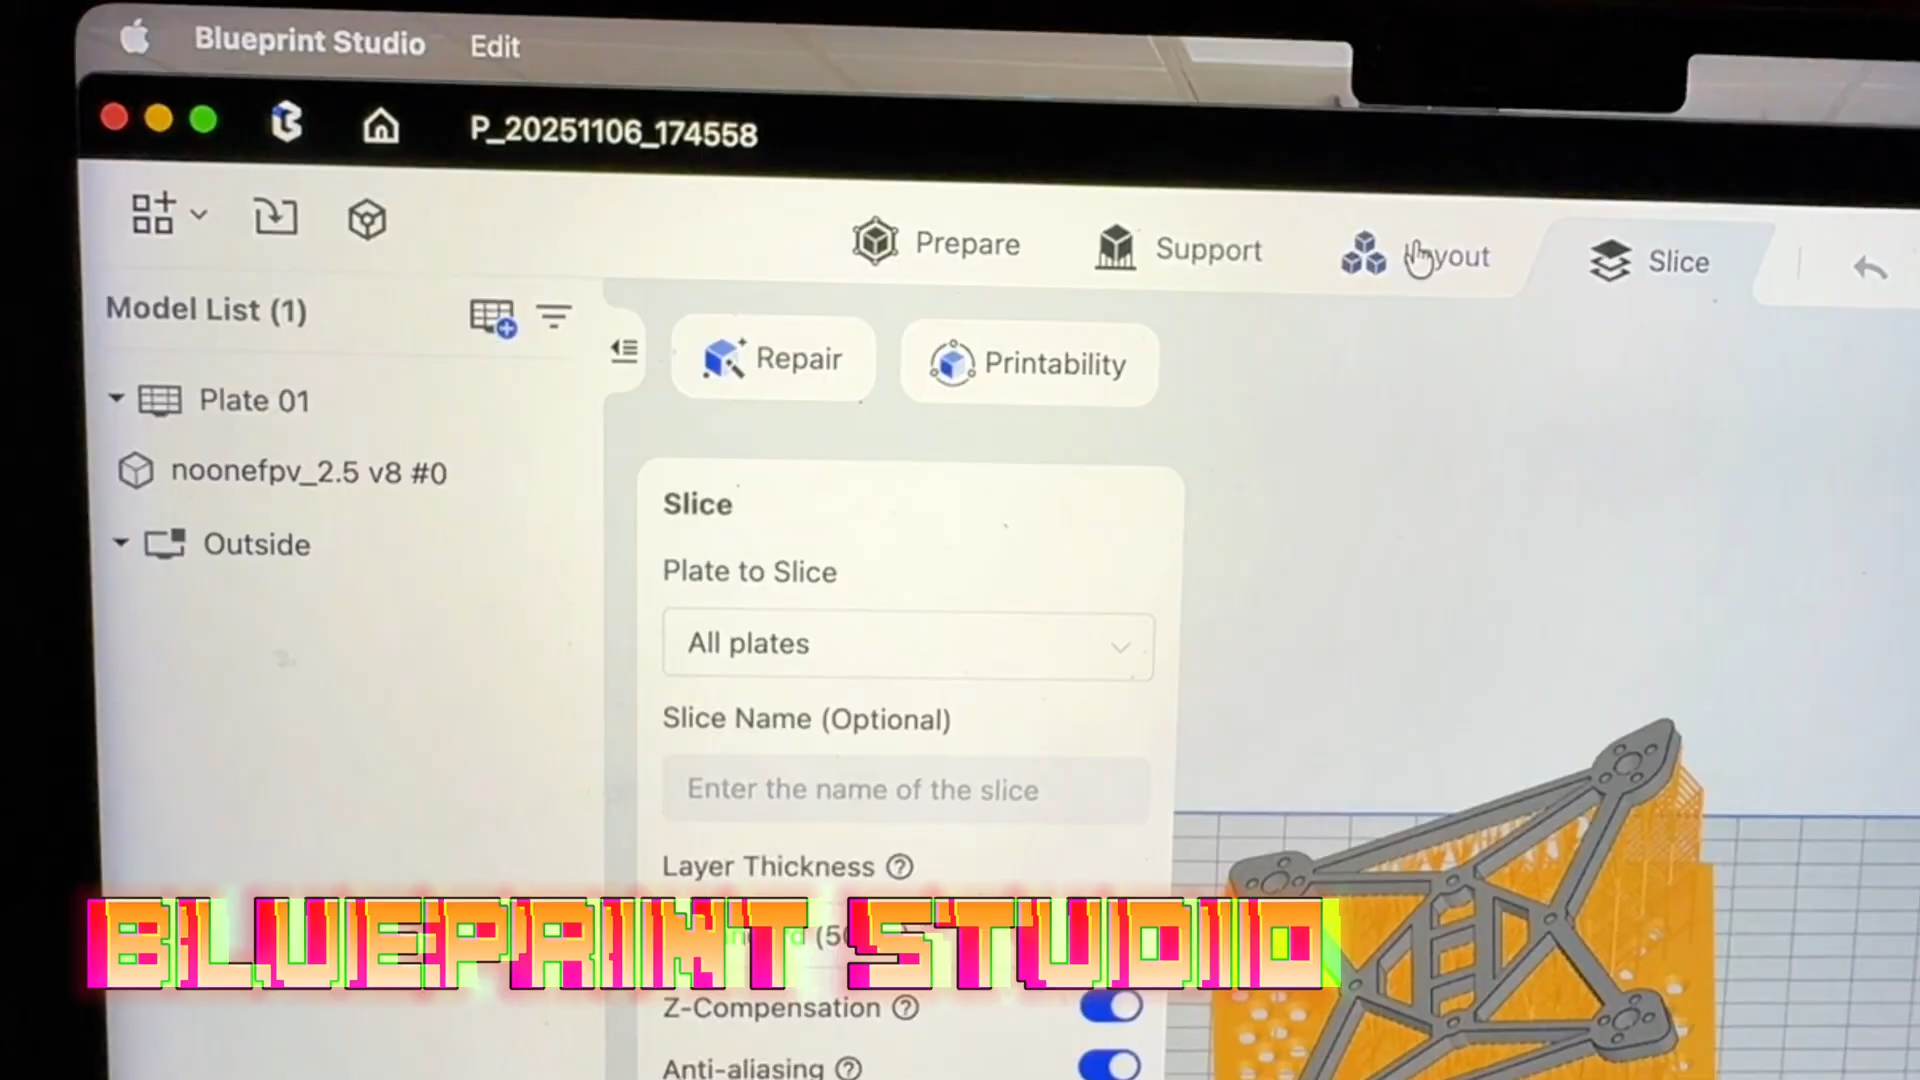 Blueprint Studio Edit
P_20251106_174558
Prepare Support Layout Slice
Model List (1)
Repair Printability
Plate 01
noonefpv_2.5 v8 #0
Outside
Slice
Plate to Slice
All plates
Slice Name (Optional)
Enter the name of the slice
Layer Thickness
BLUEPRINT STUDIO
Z-Compensation
Anti-aliasing